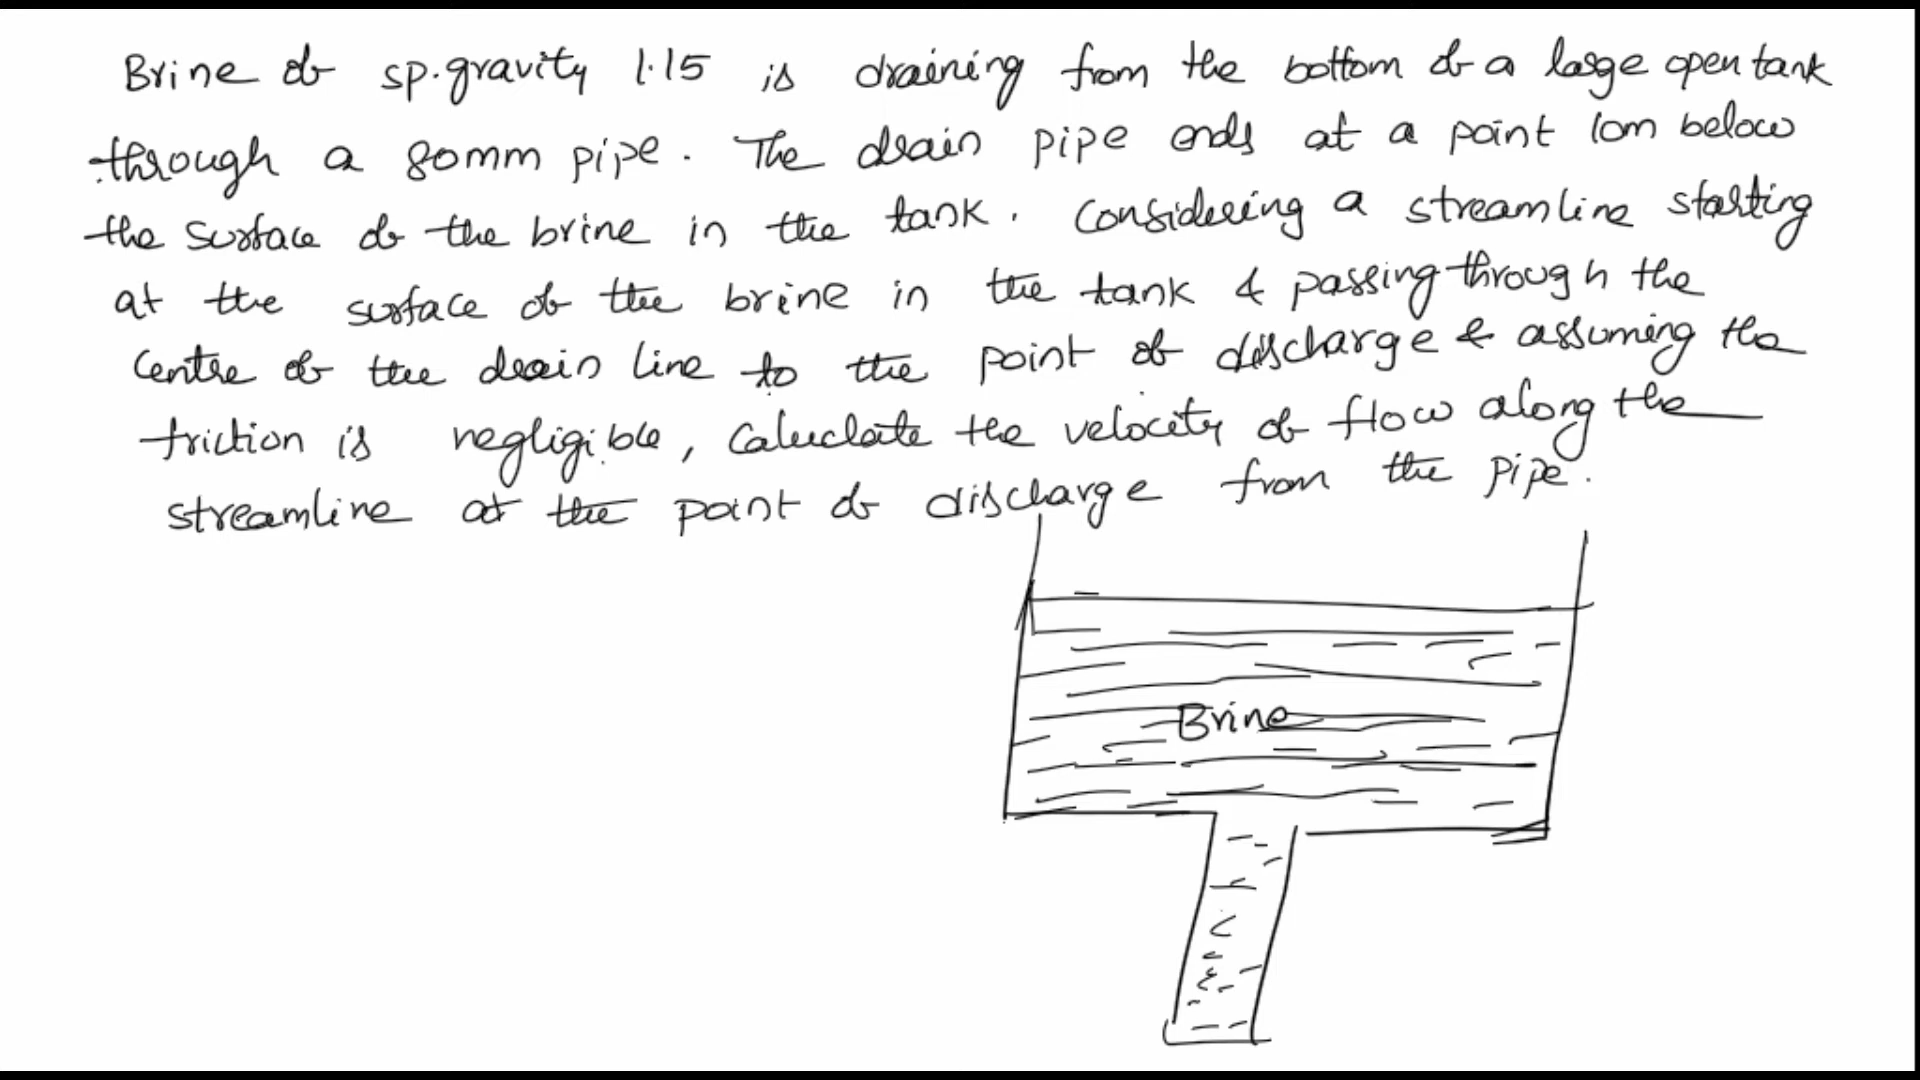 Brine of sp.gravity 1.15 is draining from the bottom of a large open tank
through a 80mm pipe. The drain pipe ends at a point 10m below
the surface of the brine in the tank. Considering a streamline starting
at the surface of the brine in the tank & passing through the
Centre of the drain line to the point of discharge & assuming the
friction is negligible, Calculate the velocity of flow along the
streamline at the point of discharge from the pipe.
Brine